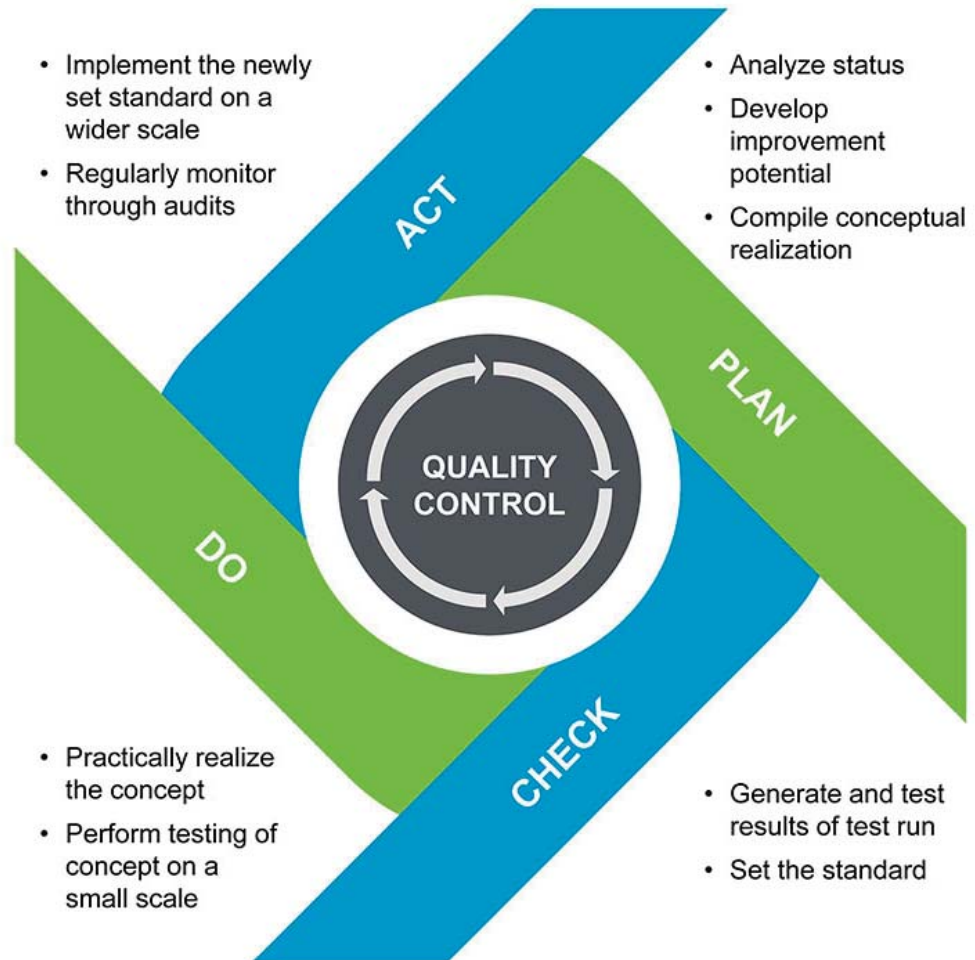 • Implement the newly
set standard on a
wider scale
• Regularly monitor
through audits
ACT
• Analyze status
• Develop
improvement
potential
• Compile conceptual
realization
PLAN
QUALITY
CONTROL
DO
• Practically realize
the concept
• Perform testing of
concept on a
small scale
CHECK
• Generate and test
results of test run
• Set the standard